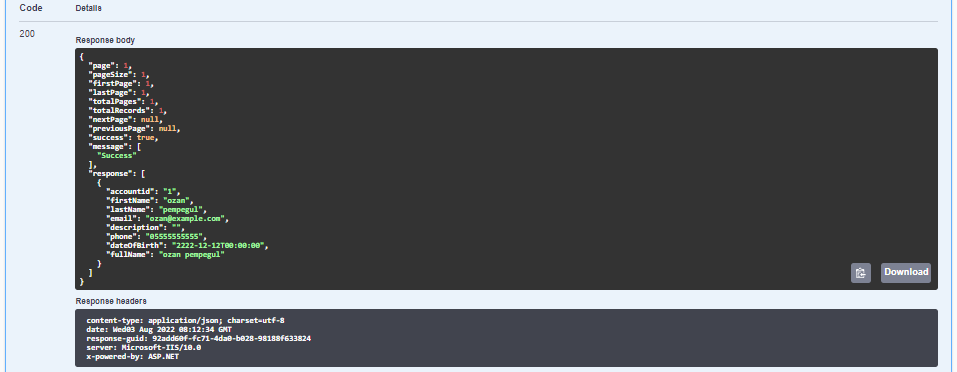 Code Details
200
Response body
{
"page": 1,
"pageSize": 1,
"firstPage": 1,
"lastPage": 1,
"totalPages": 1,
"totalRecords": 1,
"nextPage": null,
"previousPage": null,
"success": true,
"message": [
"Success"
],
"response": [
{
"accountid": "1",
"firstName": "ozan",
"lastName": "pempegul",
"email": "ozan@example.com",
"description": "",
"phone": "05555555555",
"dateOfBirth": "2222-12-12T00:00:00",
"fullName": "ozan pempegul"
}
]
}
Download
Response headers
content-type: application/json; charset=utf-8
date: Wed03 Aug 2022 08:12:34 GMT
response-guid: 92add60f-fc71-4da0-b028-98188f633824
server: Microsoft-IIS/10.0
x-powered-by: ASP.NET